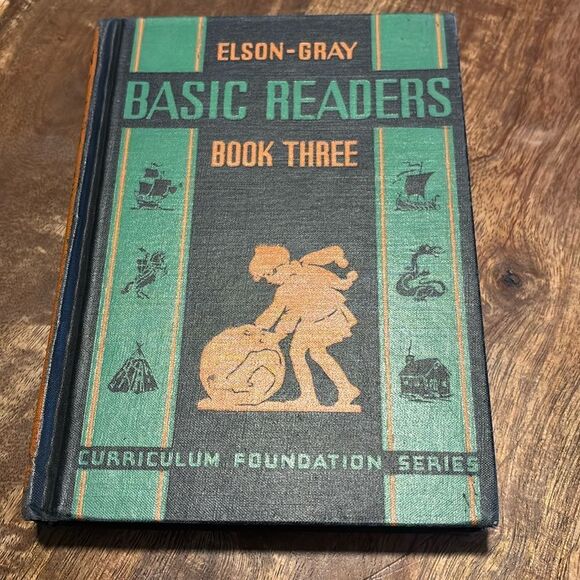 ELSON-GRAY
BASIC READERS
BOOK THREE
CURRICULUM FOUNDATION SERIES